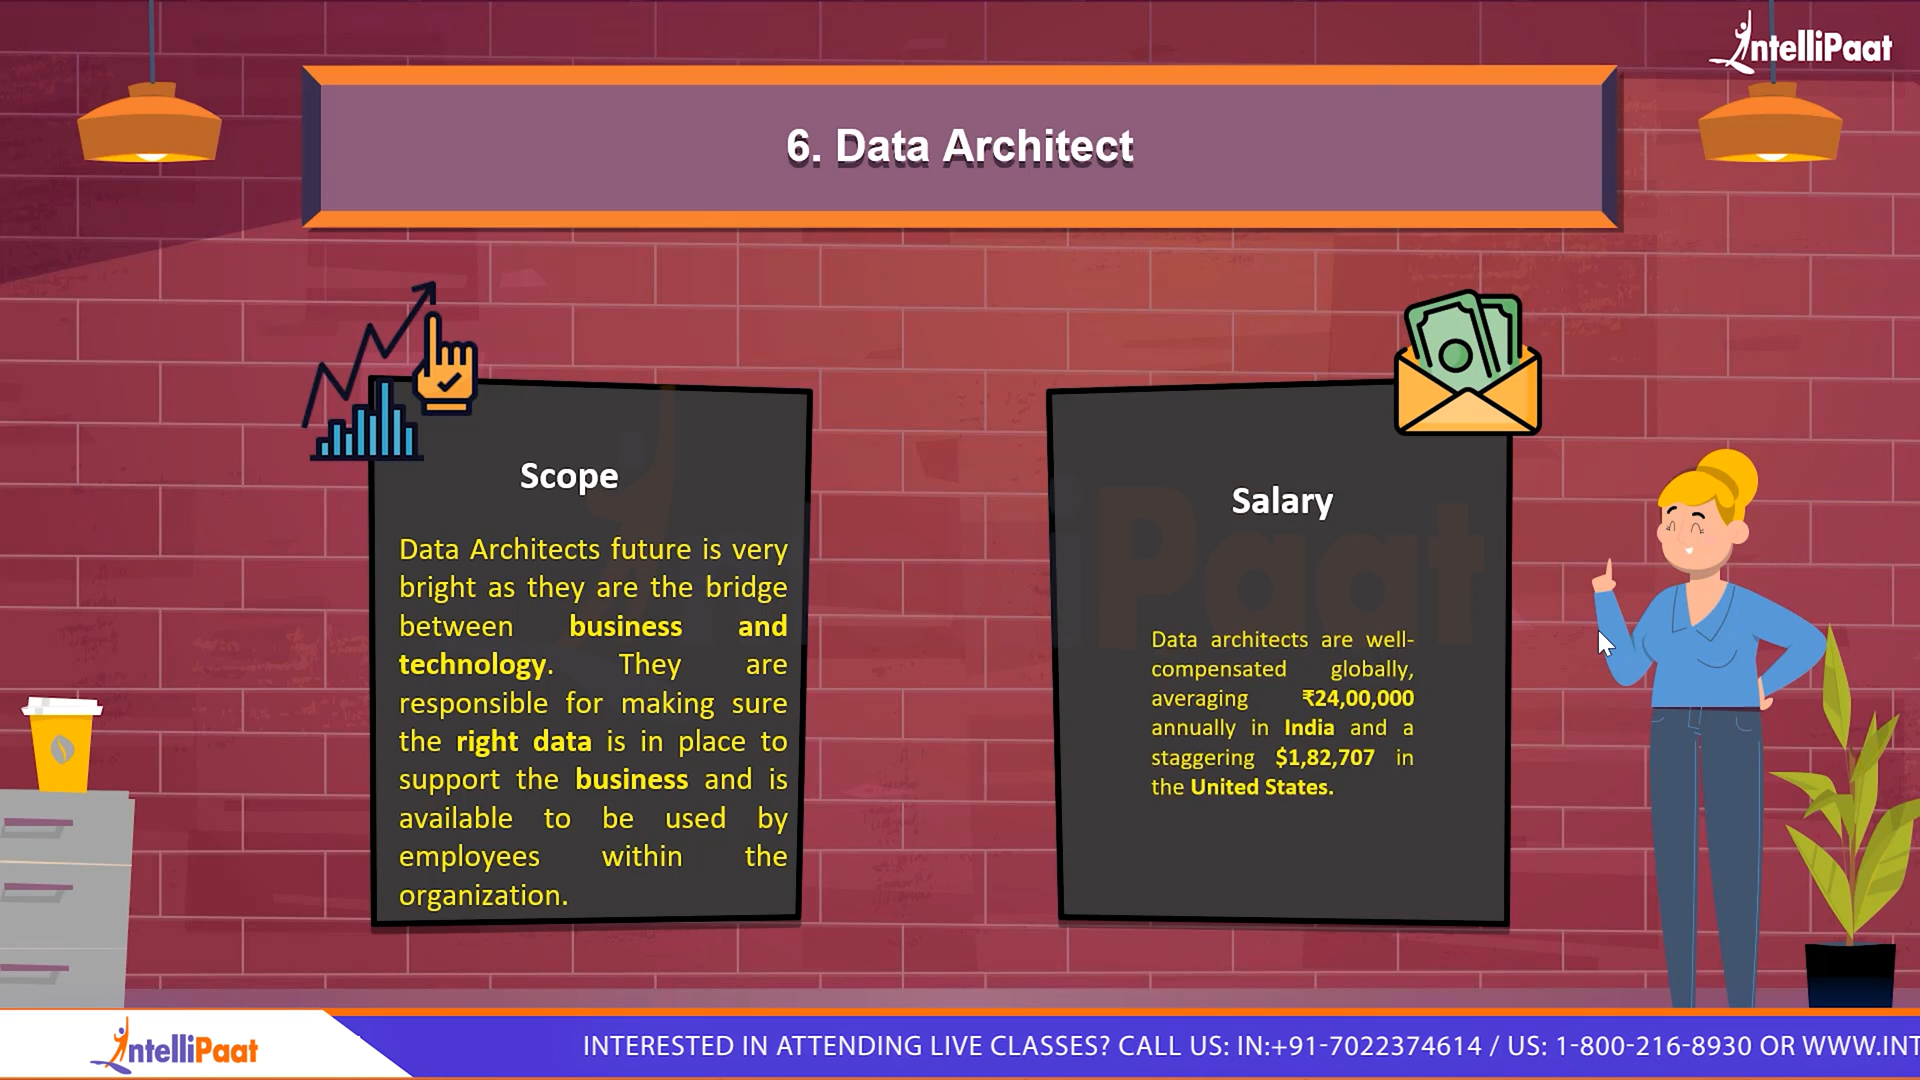 IntelliPaat
6. Data Architect
Scope
Data Architects future is very
bright as they are the bridge
between business and
technology. They are
responsible for making sure
the right data is in place to
support the business and is
available to be used by
employees within the
organization.
Salary
Data architects are well-
compensated globally,
averaging ₹24,00,000
annually in India and a
staggering $1,82,707 in
the United States.
IntelliPaat
INTERESTED IN ATTENDING LIVE CLASSES? CALL US: IN:+91-7022374614 / US: 1-800-216-8930 OR WWW.INT